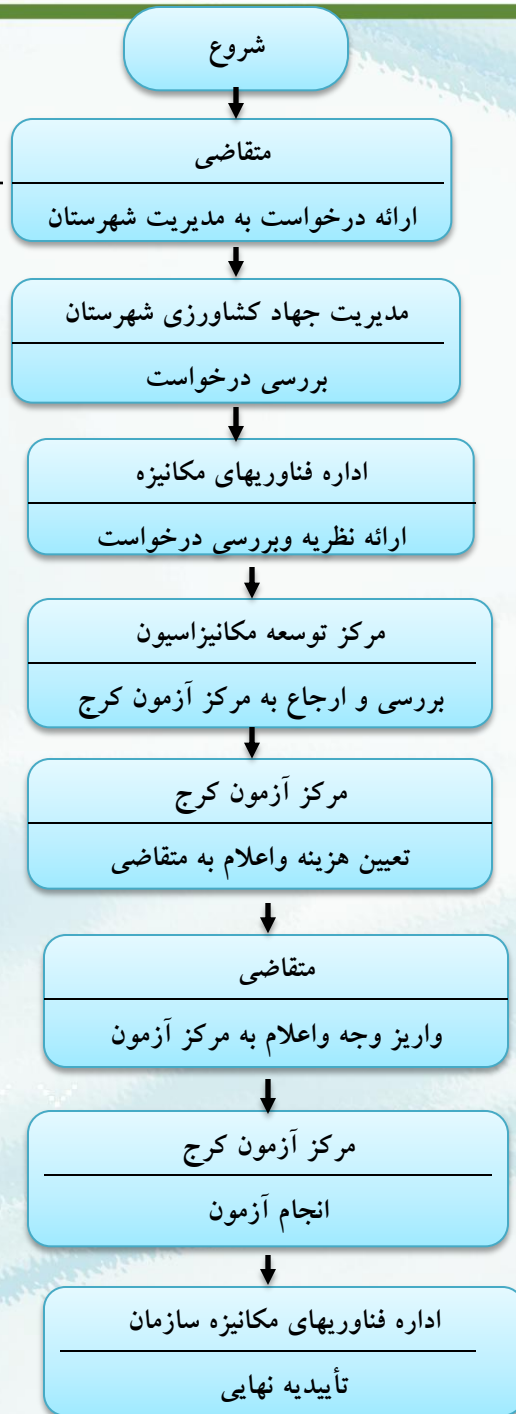 شروع
متقاضی
ارائه درخواست به مدیریت شهرستان
مدیریت جهاد کشاورزی شهرستان
بررسی درخواست
اداره فناوریهای مکانیزه
ارائه نظریه وبررسی درخواست
مرکز توسعه مکانیزاسیون
بررسی و ارجاع به مرکز آزمون کرج
مرکز آزمون کرج
تعیین هزینه واعلام به متقاضی
متقاضی
واریز وجه واعلام به مرکز آزمون
مرکز آزمون کرج
انجام آزمون
اداره فناوریهای مکانیزه سازمان
تأییدیه نهایی